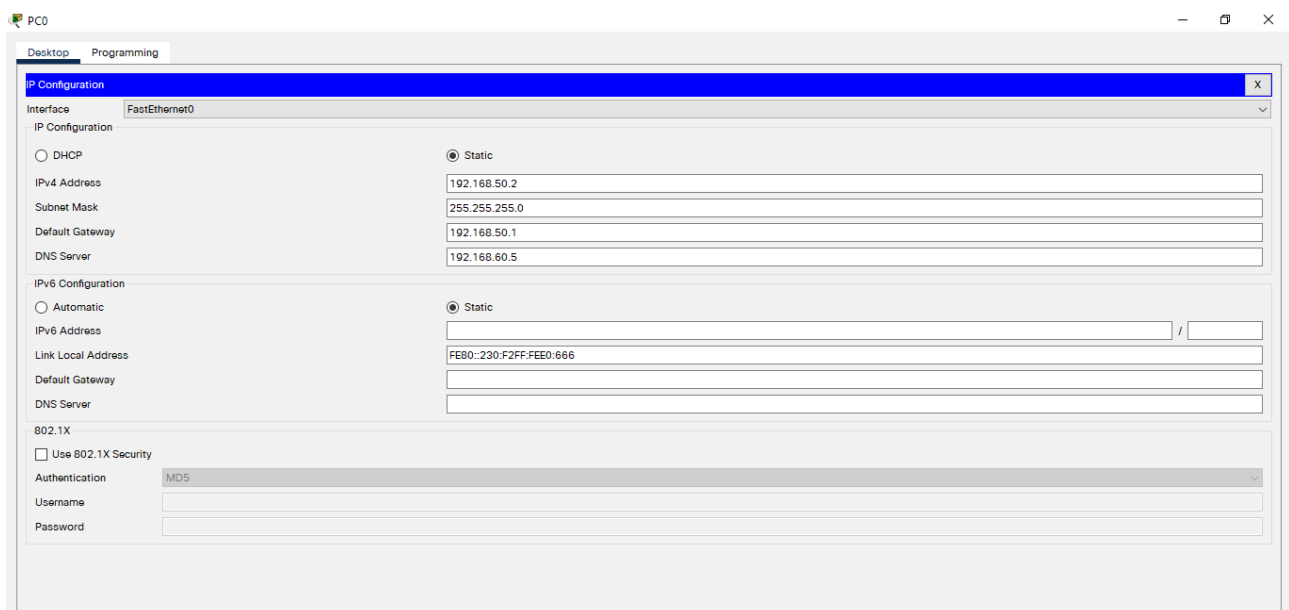 PC0
Desktop Programming
IP Configuration X
Interface FastEthernet0
IP Configuration
DHCP Static
IPv4 Address 192.168.50.2
Subnet Mask 255.255.255.0
Default Gateway 192.168.50.1
DNS Server 192.168.60.5
IPv6 Configuration
Automatic Static
IPv6 Address /
Link Local Address FE80::230:F2FF:FEE0:666
Default Gateway
DNS Server
802.1X
Use 802.1X Security
Authentication MD5
Username
Password